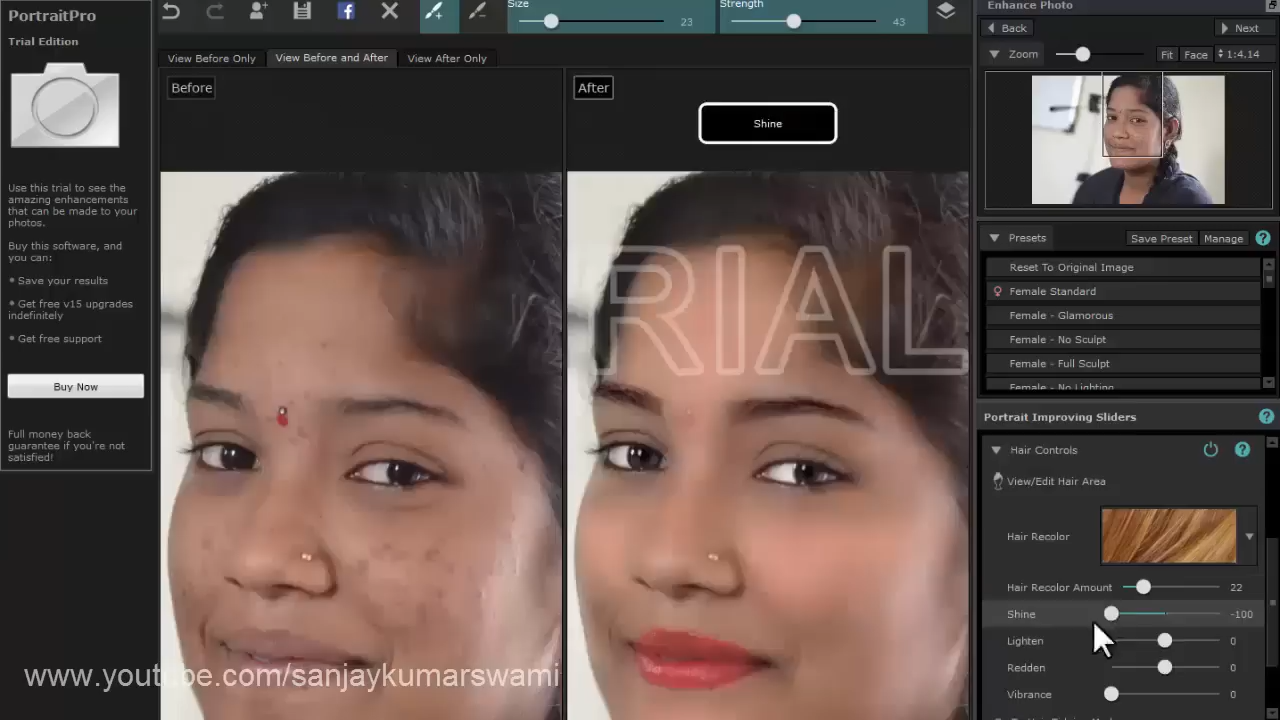 PortraitPro
Trial Edition
Use this trial to see the
amazing enhancements
that can be made to your
photos.
Buy this software, and
you can:
* Save your results
* Get free v15 upgrades
indefinitely
* Get free support
Buy Now
Full money back
guarantee if you're not
satisfied!
Size
23
Strength
43
View Before Only
View Before and After
View After Only
Before
After
Shine
RIAL
www.youtube.com/sanjaykumarswami
Enhance Photo
Back
Next
Zoom
Fit
Face
1:4.14
Presets
Save Preset
Manage
Reset To Original Image
Female Standard
Female - Glamorous
Female - No Sculpt
Female - Full Sculpt
Female - No Lighting
Portrait Improving Sliders
Hair Controls
View/Edit Hair Area
Hair Recolor
Hair Recolor Amount 22
Shine -100
Lighten 0
Redden 0
Vibrance 0